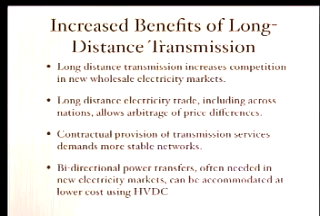 Increased Benefits of Long-
Distance Transmission
• Long distance transmission increases competition
in new wholesale electricity markets.
• Long distance electricity trade, including across
nations, allows arbitrage of price differences.
• Contractual provision of transmission services
demands more stable networks.
• Bi-directional power transfers, often needed in
new electricity markets, can be accommodated at
lower cost using HVDC